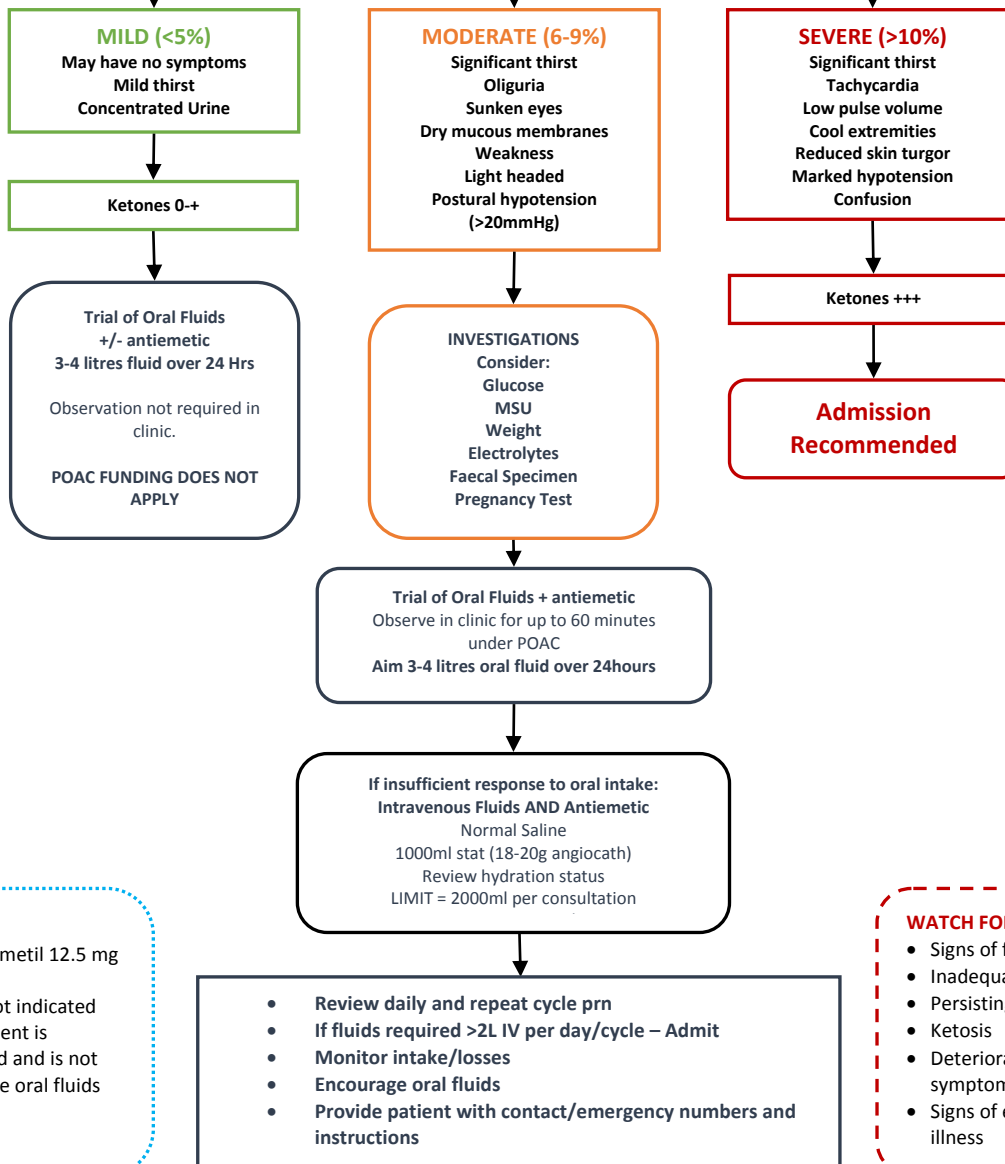 MILD (<5%)
May have no symptoms
Mild thirst
Concentrated Urine
Ketones 0-+
Trial of Oral Fluids
+/- antiemetic
3-4 litres fluid over 24 Hrs
Observation not required in
clinic.
POAC FUNDING DOES NOT
APPLY
MODERATE (6-9%)
Significant thirst
Oliguria
Sunken eyes
Dry mucous membranes
Weakness
Light headed
Postural hypotension
(>20mmHg)
INVESTIGATIONS
Consider:
Glucose
MSU
Weight
Electrolytes
Faecal Specimen
Pregnancy Test
SEVERE (>10%)
Significant thirst
Tachycardia
Low pulse volume
Cool extremities
Reduced skin turgor
Marked hypotension
Confusion
Ketones +++
Admission
Recommended
Trial of Oral Fluids + antiemetic
Observe in clinic for up to 60 minutes
under POAC
Aim 3-4 litres oral fluid over 24hours
If insufficient response to oral intake:
Intravenous Fluids AND Antiemetic
Normal Saline
1000ml stat (18-20g angiocath)
Review hydration status
LIMIT = 2000ml per consultation
metil 12.5 mg
indicated
ent is
and is not
oral fluids
• Review daily and repeat cycle prn
• If fluids required >2L IV per day/cycle – Admit
• Monitor intake/losses
• Encourage oral fluids
• Provide patient with contact/emergency numbers and
instructions
WATCH
• Signs of
• Ketosis
• Signs of
illness